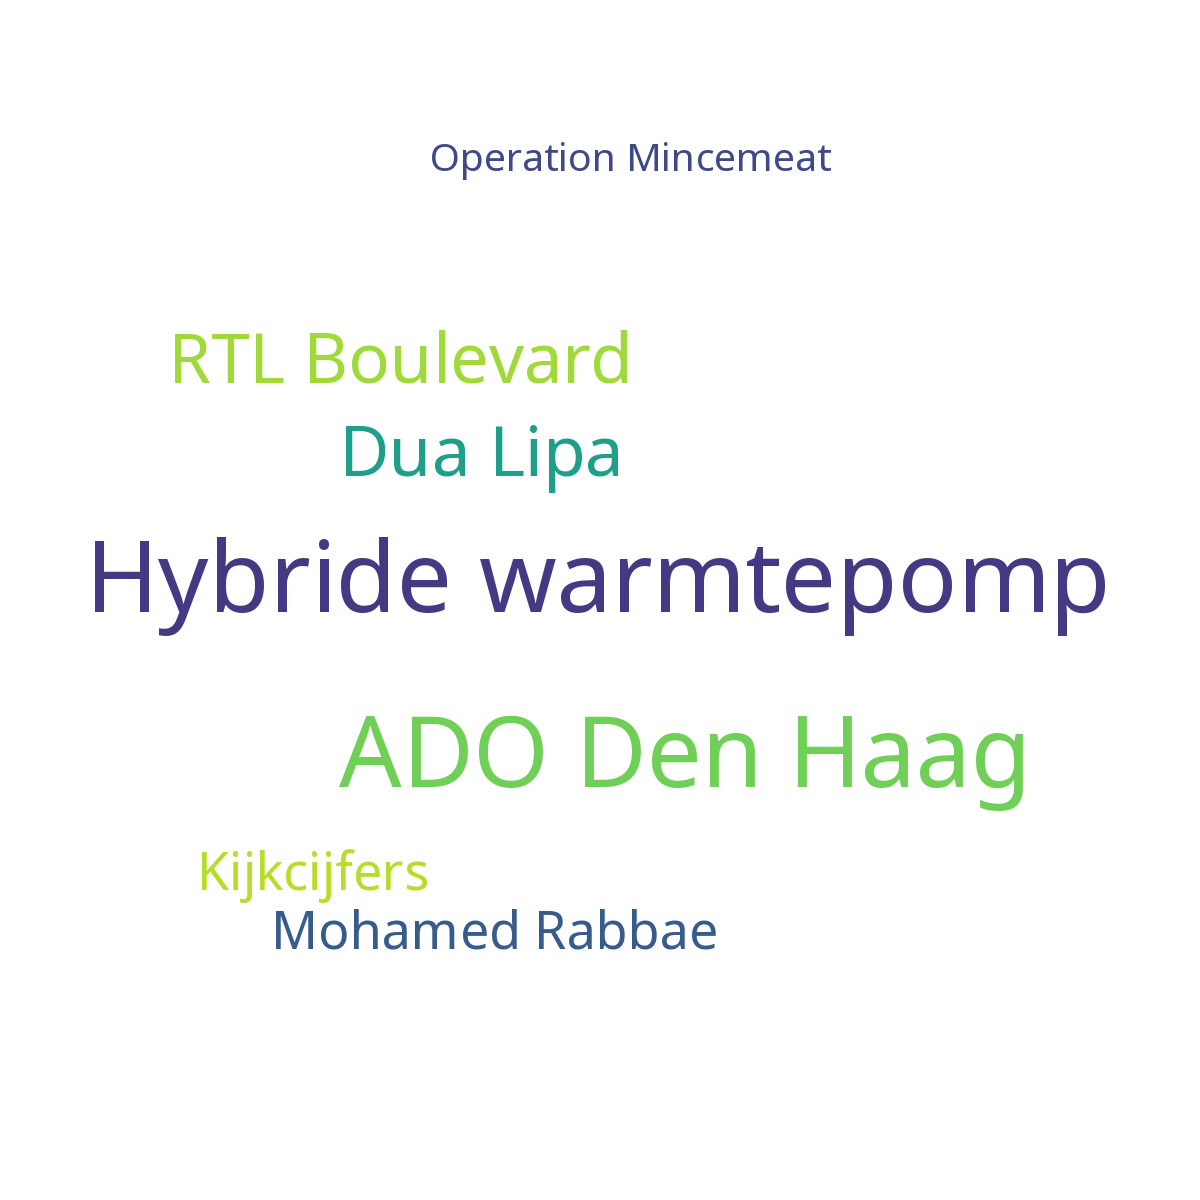 Operation Mincemeat
RTL Boulevard
Dua Lipa
Hybride warmtepomp
ADO Den Haag
Kijkcijfers
Mohamed Rabbae